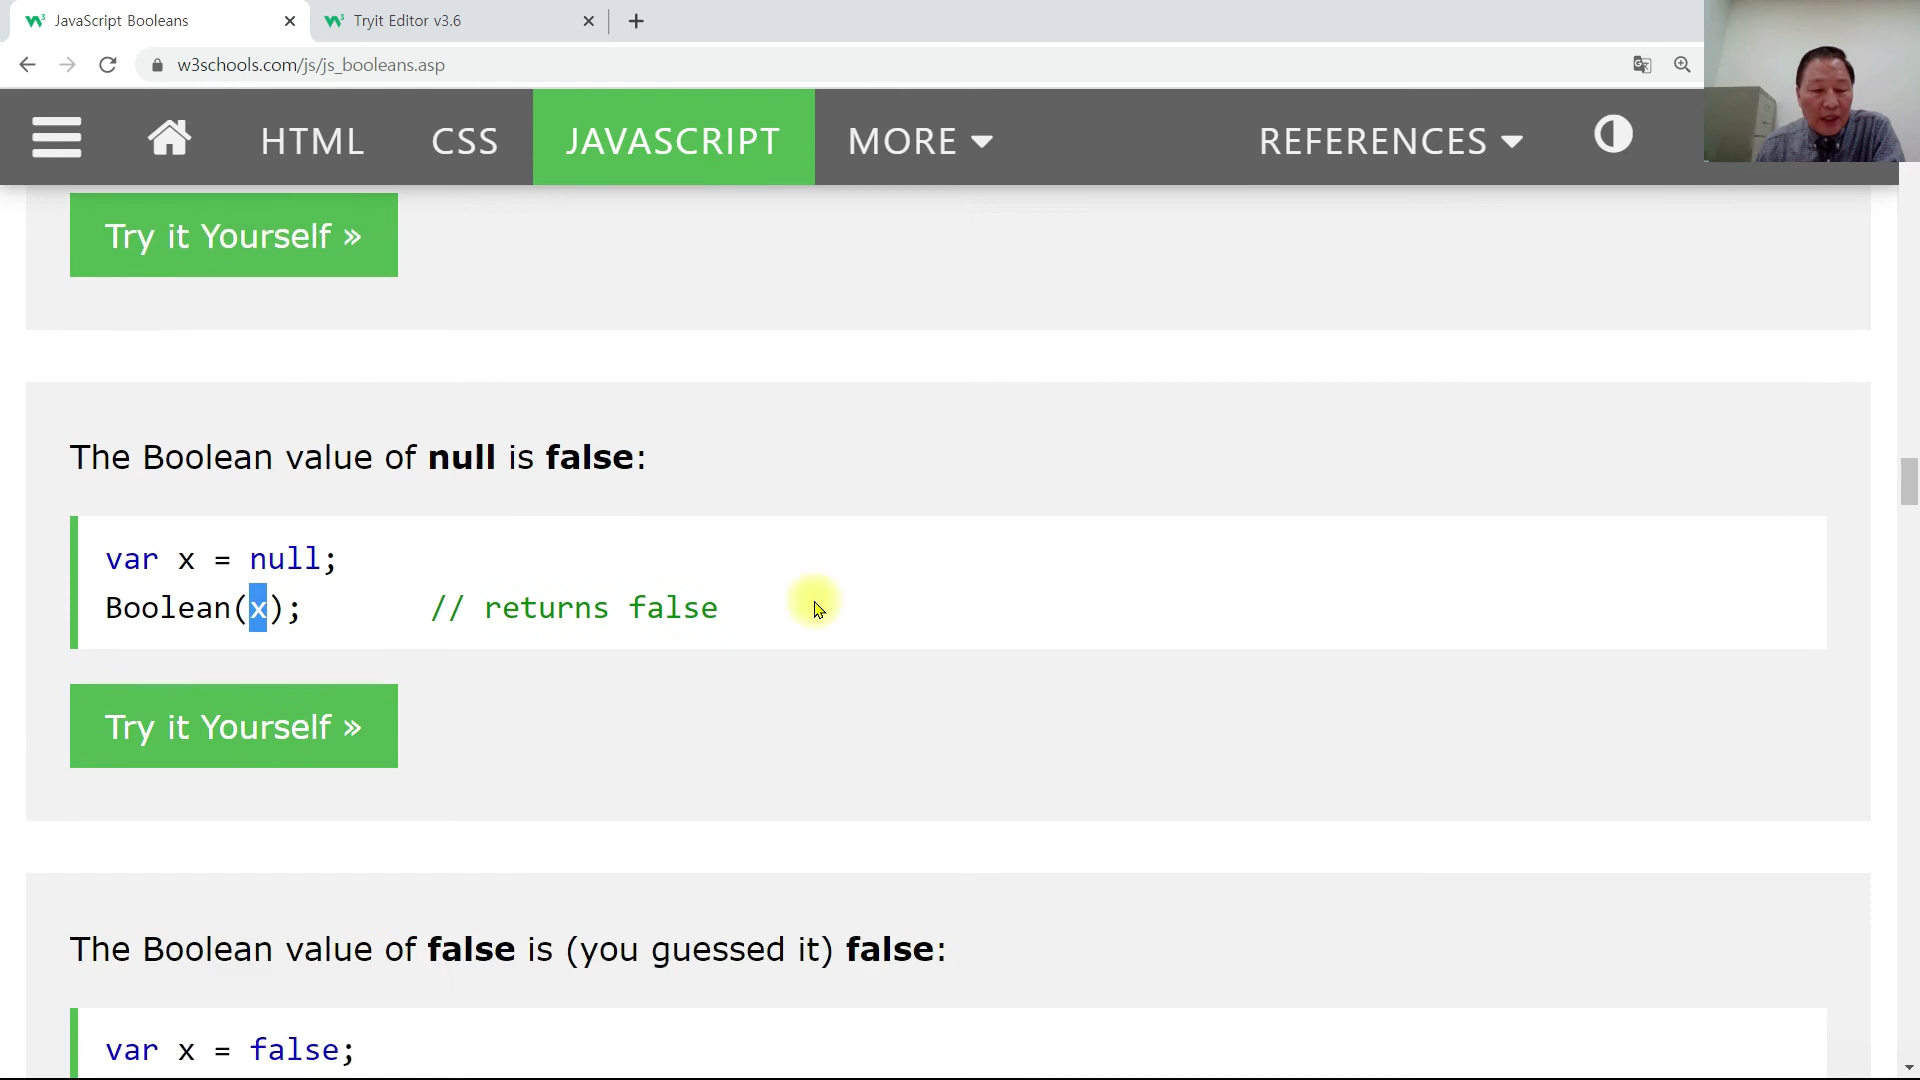 JavaScript Booleans
Tryit Editor v3.6
w3schools.com/js/js_booleans.asp
HTML CSS JAVASCRIPT MORE REFERENCES
Try it Yourself »
The Boolean value of null is false:
var x = null;
Boolean(x); // returns false
Try it Yourself »
The Boolean value of false is (you guessed it) false:
var x = false;